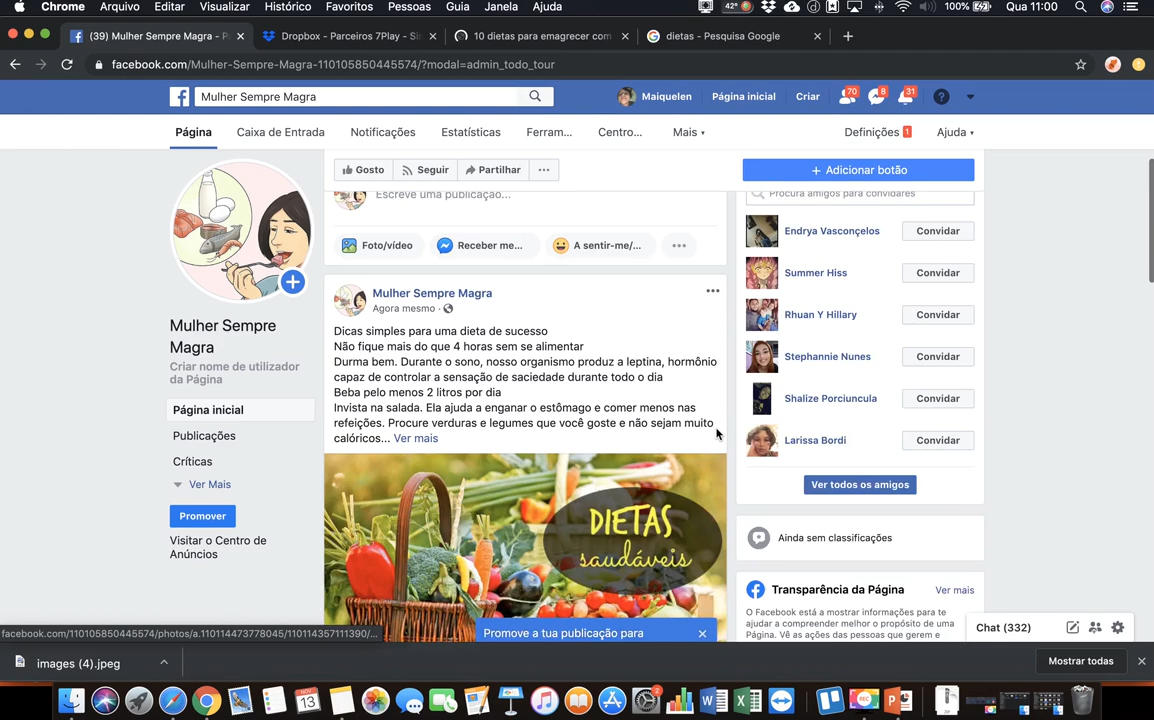 Chrome Arquivo Editar Visualizar Histórico Favoritos Pessoas Guia Janela Ajuda 42° 100% Qua 11:00
(39) Mulher Sempre Magra - P Dropbox - Parceiros 7Play - Si 10 dietas para emagrecer com dietas - Pesquisa Google
facebook.com/Mulher-Sempre-Magra-110105850445574/?modal=admin_todo_tour
Mulher Sempre Magra Maiquelen Página inicial Criar 70 8 31
Página Caixa de Entrada Notificações Estatísticas Ferram... Centro... Mais Definições 1 Ajuda
Gosto Seguir Partilhar ... + Adicionar botão
Escreve uma publicação...
Procura amigos para convidares
Foto/vídeo Receber me... A sentir-me/...
Endrya Vasconçelos Convidar
Summer Hiss Convidar
Rhuan Y Hillary Convidar
Stephannie Nunes Convidar
Shalize Porciuncula Convidar
Larissa Bordi Convidar
Ver todos os amigos
Mulher Sempre
Magra
Criar nome de utilizador
da Página
Página inicial
Publicações
Críticas
Ver Mais
Promover
Visitar o Centro de
Anúncios
Mulher Sempre Magra
Agora mesmo ·
Dicas simples para uma dieta de sucesso
Não fique mais do que 4 horas sem se alimentar
Durma bem. Durante o sono, nosso organismo produz a leptina, hormônio
capaz de controlar a sensação de saciedade durante todo o dia
Beba pelo menos 2 litros por dia
Invista na salada. Ela ajuda a enganar o estômago e comer menos nas
refeições. Procure verduras e legumes que você goste e não sejam muito
calóricos... Ver mais
DIETAS
saudáveis
Ainda sem classificações
Transparência da Página Ver mais
O Facebook está a mostrar informações para te
ajudar a compreender melhor o propósito de uma
Página. Vê as ações das pessoas que gerem e
Promove a tua publicação para
Chat (332)
facebook.com/110105850445574/photos/a.110114473778045/110114357111390/...
images (4).jpeg Mostrar todas
NOV 13 2